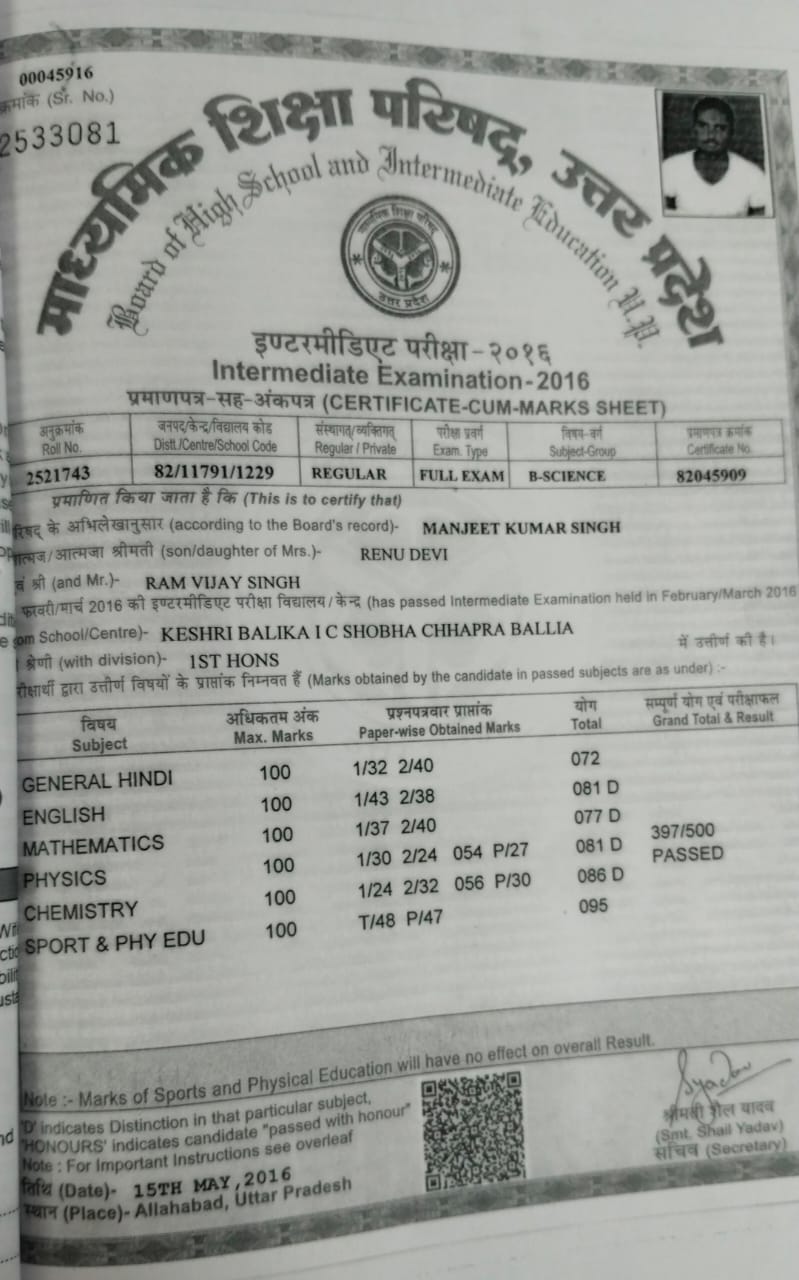 00045916
क्रमांक (Sr. No.)
2533081
माध्यमिक शिक्षा परिषद्, उत्तर प्रदेश
Board of High School and Intermediate Education U.P.
माध्यमिक शिक्षा परिषद्
उत्तर प्रदेश
इण्टरमीडिएट परीक्षा-२०१६
Intermediate Examination-2016
प्रमाणपत्र-सह-अंकपत्र (CERTIFICATE-CUM-MARKS SHEET)
अनुक्रमांक जनपद/केन्द्र/विद्यालय कोड संस्थागत/व्यक्तिगत् परीक्षा प्रवर्ग विषय-वर्ग प्रमाणपत्र क्रमांक
Roll No. Distt./Centre/School Code Regular / Private Exam. Type Subject-Group Certificate No.
2521743 82/11791/1229 REGULAR FULL EXAM B-SCIENCE 82045909
प्रमाणित किया जाता है कि (This is to certify that)
रिषद् के अभिलेखानुसार (according to the Board's record)- MANJEET KUMAR SINGH
त्मज/आत्मजा श्रीमती (son/daughter of Mrs.)- RENU DEVI
वं श्री (and Mr.)- RAM VIJAY SINGH
फरवरी/मार्च 2016 की इण्टरमीडिएट परीक्षा विद्यालय/केन्द्र (has passed Intermediate Examination held in February/March 2016
om School/Centre)- KESHRI BALIKA I C SHOBHA CHHAPRA BALLIA में उत्तीर्ण की है।
श्रेणी (with division)- 1ST HONS
रीक्षार्थी द्वारा उत्तीर्ण विषयों के प्राप्तांक निम्नवत हैं (Marks obtained by the candidate in passed subjects are as under) :-
विषय अधिकतम अंक प्रश्नपत्रवार प्राप्तांक योग सम्पूर्ण योग एवं परीक्षाफल
Subject Max. Marks Paper-wise Obtained Marks Total Grand Total & Result
GENERAL HINDI 100 1/32 2/40 072
ENGLISH 100 1/43 2/38 081 D
MATHEMATICS 100 1/37 2/40 077 D 397/500
PHYSICS 100 1/30 2/24 054 P/27 081 D PASSED
CHEMISTRY 100 1/24 2/32 056 P/30 086 D
SPORT & PHY EDU 100 T/48 P/47 095
Note :- Marks of Sports and Physical Education will have no effect on overall Result.
'D' indicates Distinction in that particular subject,
'HONOURS' indicates candidate "passed with honour"
Note : For Important Instructions see overleaf
तिथि (Date)- 15TH MAY,2016
स्थान (Place)- Allahabad, Uttar Pradesh
Syadav
श्रीमती शैल यादव
(Smt. Shail Yadav)
सचिव (Secretary)